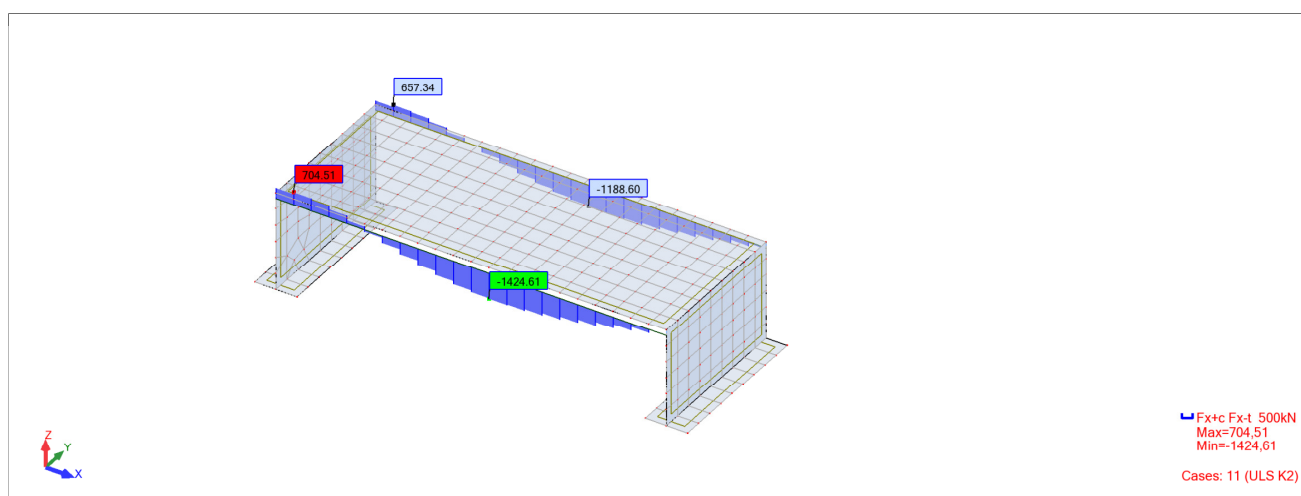 657.34
704.51
-1188.60
-1424.61
Fx+c Fx-t 500kN
Max=704,51
Min=-1424,61
Cases: 11 (ULS K2)
Z
Y
X